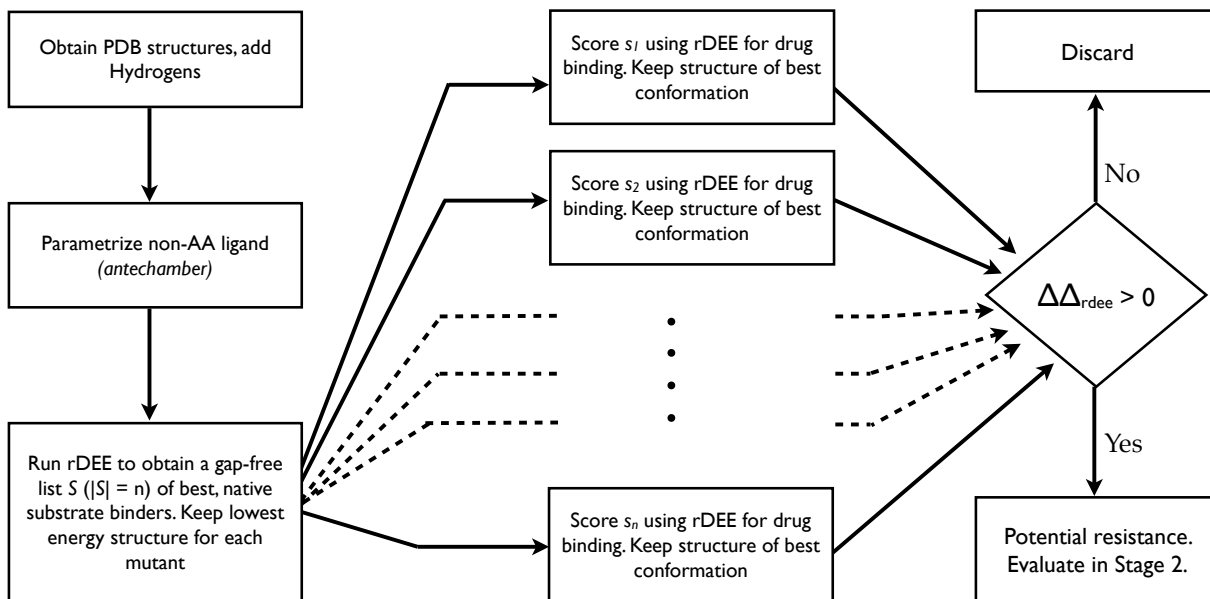 Obtain PDB structures, add
Hydrogens
Parametrize non-AA ligand
(antechamber)
Run rDEE to obtain a gap-free
list S (|S| = n) of best, native
substrate binders. Keep lowest
energy structure for each
mutant
Score s1 using rDEE for drug
binding. Keep structure of best
conformation
Score s2 using rDEE for drug
binding. Keep structure of best
conformation
Score sn using rDEE for drug
binding. Keep structure of best
conformation
Discard
No
ΔΔrdee > 0
Yes
Potential resistance.
Evaluate in Stage 2.